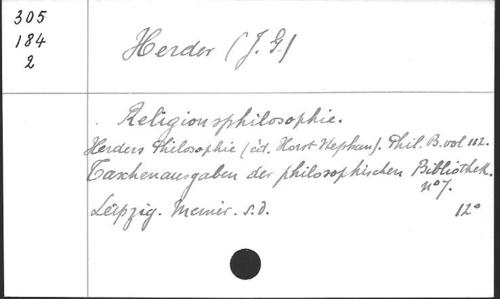 305
184
2
Herder (J. G.)
Religionsphilosophie.
Herders Philosophie (ed. Horst Stephan). Phil. B. vol 112.
Taschenausgaben der philosophischen Bibliothek.
n° 7.
Leipzig. Meiner. s.d. 12°